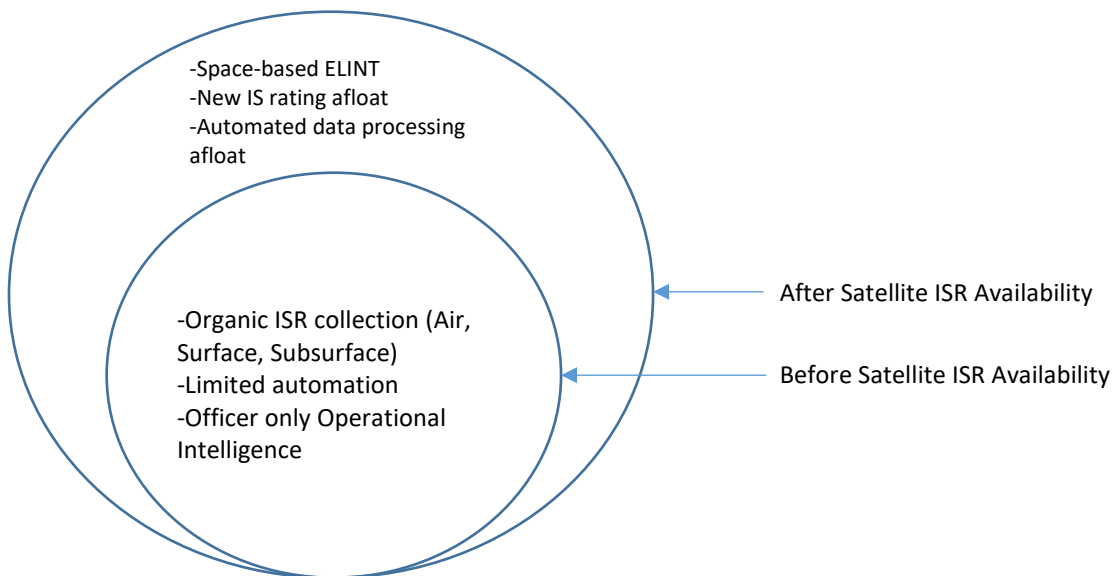 -Space-based ELINT
-New IS rating afloat
-Automated data processing
afloat
After Satellite ISR Availability
-Organic ISR collection (Air,
Surface, Subsurface)
-Limited automation
-Officer only Operational
Intelligence
Before Satellite ISR Availability